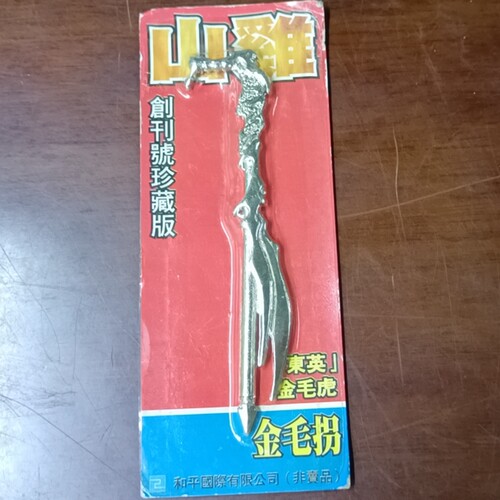 山雞
創刊號珍藏版
東英」
金毛虎
金毛拐
和平國際有限公司(非賣品)